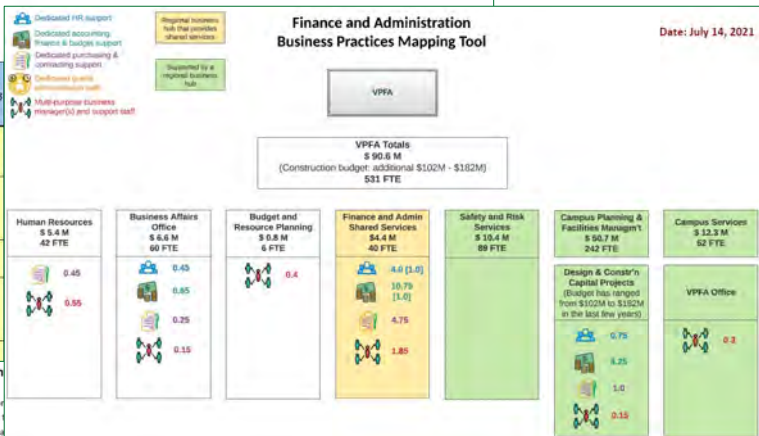 Dedicated HR support
Dedicated accounting,
finance & budget support
Dedicated purchasing &
contracting support
Dedicated grants
administration staff
Multi-purpose business
manager(s) and support staff
Regional business
hub that provides
shared services
Supported by a
regional business
hub
Finance and Administration
Business Practices Mapping Tool
Date: July 14, 2021
VPFA
VPFA Totals
$ 90.6 M
(Construction budget: additional $102M - $182M)
531 FTE
Human Resources
$ 5.4 M
42 FTE
0.45
0.55
Business Affairs
Office
$ 6.6 M
60 FTE
0.45
0.65
0.25
0.15
Budget and
Resource Planning
$ 0.8 M
6 FTE
0.4
Finance and Admin
Shared Services
$4.4 M
40 FTE
4.0 [1.0]
10.75
[1.0]
4.75
1.85
Safety and Risk
Services
$ 10.4 M
89 FTE
Campus Planning &
Facilities Managm't
$ 50.7 M
242 FTE
Design & Constr'n
Capital Projects
(Budget has ranged
from $102M to $182M
in the last few years)
0.75
1.0
0.15
Campus Services
$ 12.3 M
52 FTE
VPFA Office
0.3